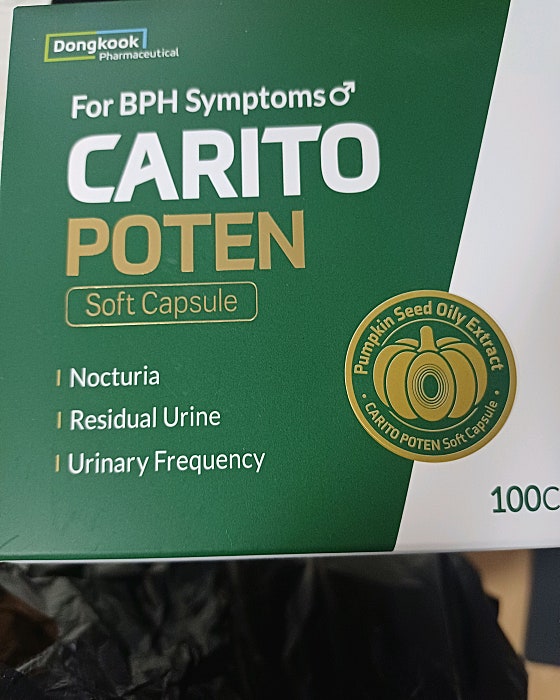 Dongkook
Pharmaceutical
For BPH Symptoms♂
CARITO
POTEN
Soft Capsule
Nocturia
Residual Urine
Urinary Frequency
Pumpkin Seed Oily Extract
• CARITO POTEN Soft Capsule •
100C